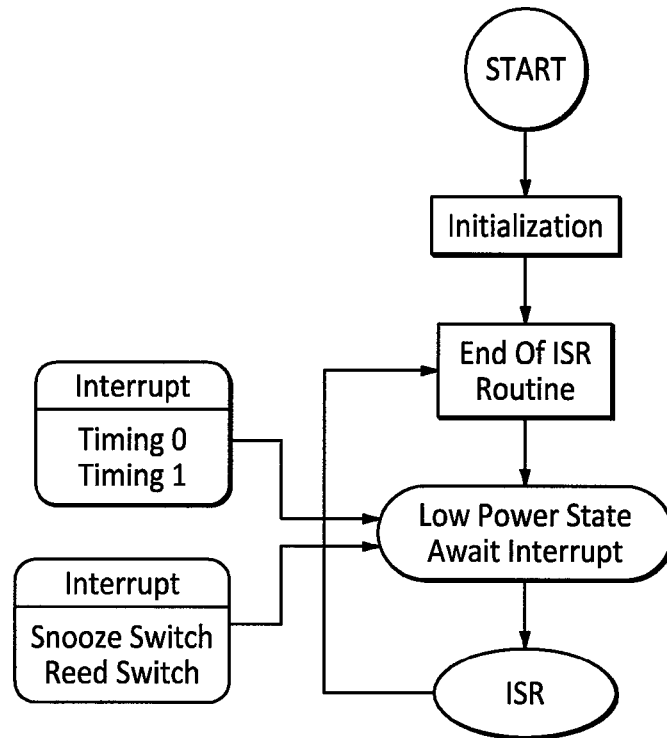 START
Initialization
End Of ISR
Routine
Interrupt
Timing 0
Timing 1
Low Power State
Await Interrupt
Interrupt
Snooze Switch
Reed Switch
ISR